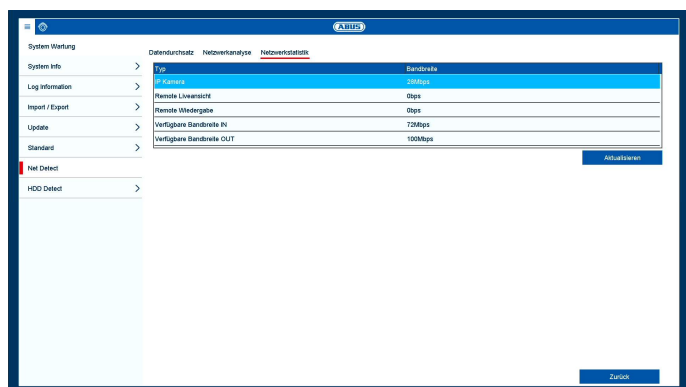 ABUS
System Wartung
System Info
Log Information
Import / Export
Update
Standard
Net Detect
HDD Detect
Datendurchsatz Netzwerkanalyse Netzwerkstatistik
Typ Bandbreite
IP Kamera 28Mbps
Remote Liveansicht 0bps
Remote Wiedergabe 0bps
Verfügbare Bandbreite IN 72Mbps
Verfügbare Bandbreite OUT 100Mbps
Aktualisieren
Zurück